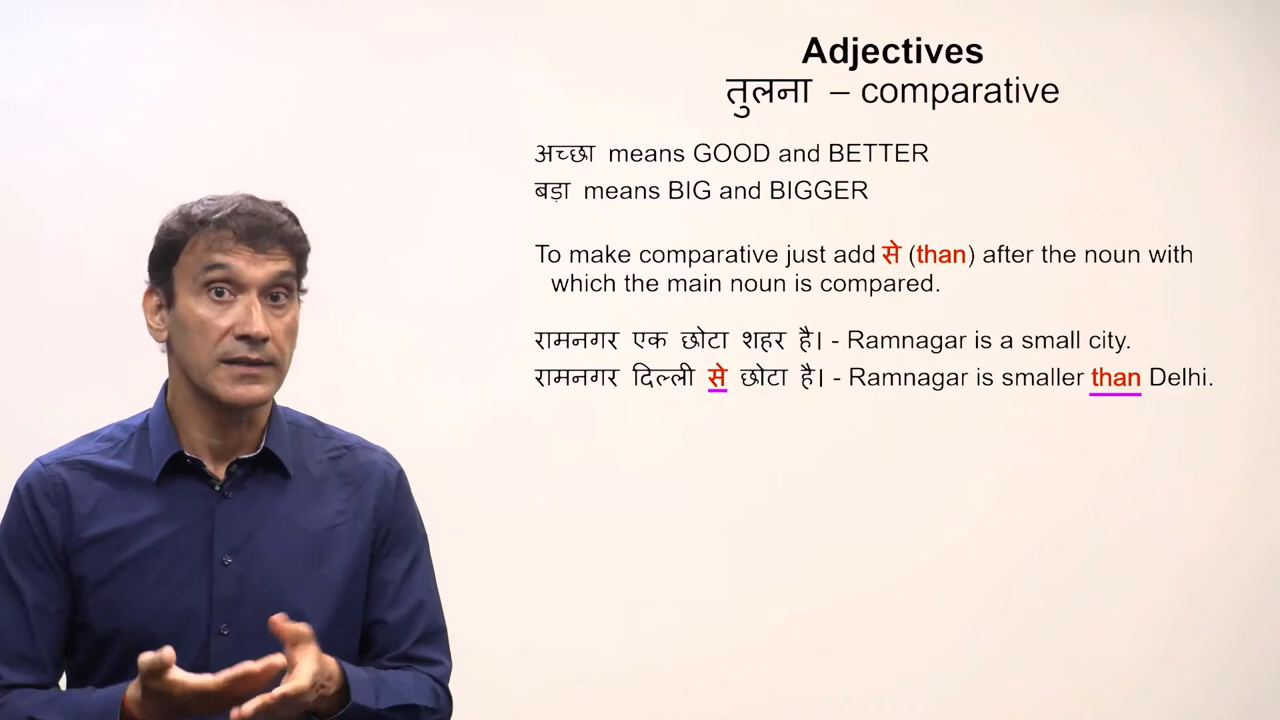 Adjectives
तुलना – comparative
अच्छा means GOOD and BETTER
बड़ा means BIG and BIGGER
To make comparative just add से (than) after the noun with
which the main noun is compared.
रामनगर एक छोटा शहर है। - Ramnagar is a small city.
रामनगर दिल्ली से छोटा है। - Ramnagar is smaller than Delhi.